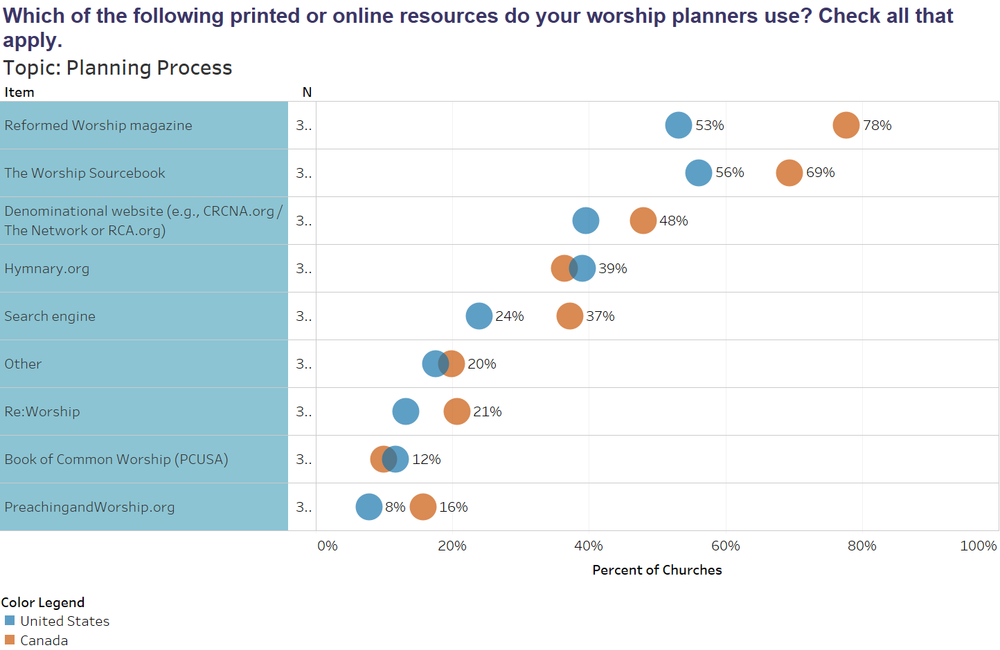 Which of the following printed or online resources do your worship planners use? Check all that
apply.
Topic: Planning Process
Item N
Reformed Worship magazine 3.. 53% 78%
The Worship Sourcebook 3.. 56% 69%
Denominational website (e.g., CRCNA.org /
The Network or RCA.org) 3.. 48%
Hymnary.org 3.. 39%
Search engine 3.. 24% 37%
Other 3.. 20%
Re:Worship 3.. 21%
Book of Common Worship (PCUSA) 3.. 12%
PreachingandWorship.org 3.. 8% 16%
0% 20% 40% 60% 80% 100%
Percent of Churches
Color Legend
United States
Canada